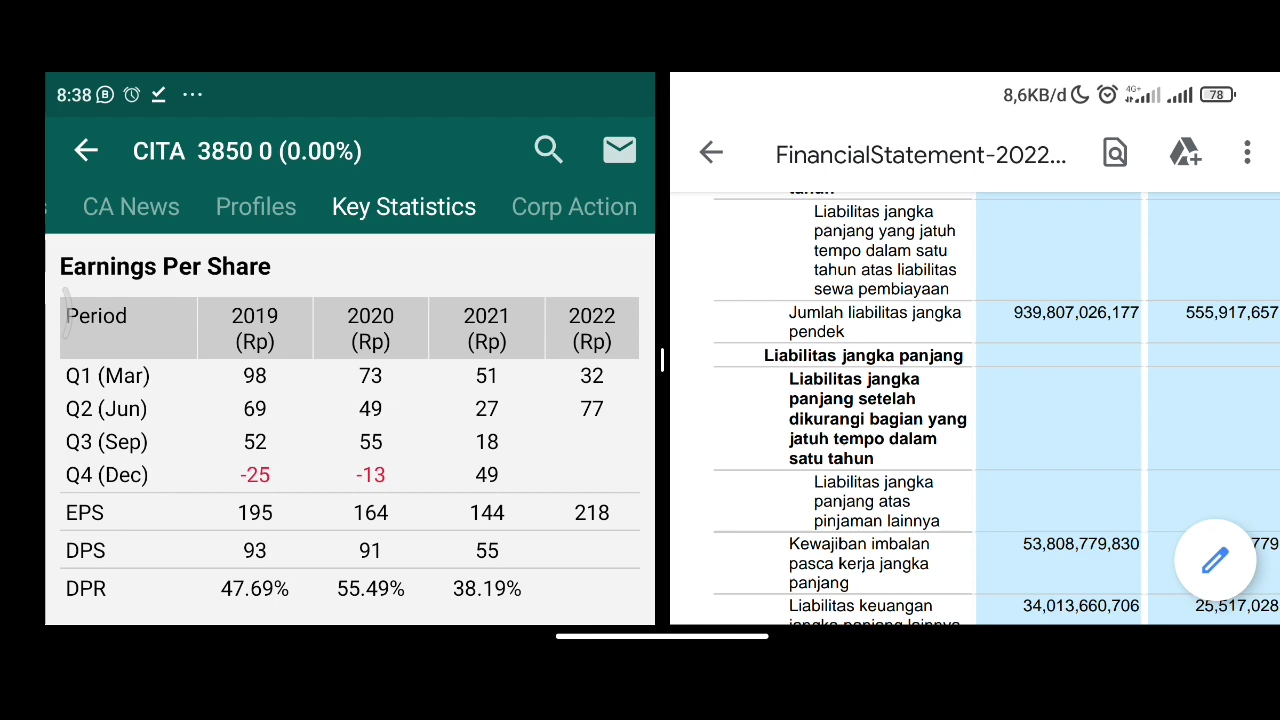 8:38
CITA 3850 0 (0.00%)
CA News Profiles Key Statistics Corp Action
Earnings Per Share
Period 2019 (Rp) 2020 (Rp) 2021 (Rp) 2022 (Rp)
Q1 (Mar) 98 73 51 32
Q2 (Jun) 69 49 27 77
Q3 (Sep) 52 55 18
Q4 (Dec) -25 -13 49
EPS 195 164 144 218
DPS 93 91 55
DPR 47.69% 55.49% 38.19%
8,6KB/d 4G+ 78
FinancialStatement-2022...
tahun
Liabilitas jangka
panjang yang jatuh
tempo dalam satu
tahun atas liabilitas
sewa pembiayaan
Jumlah liabilitas jangka 939,807,026,177 555,917,657
pendek
Liabilitas jangka panjang
Liabilitas jangka
panjang setelah
dikurangi bagian yang
jatuh tempo dalam
satu tahun
Liabilitas jangka
panjang atas
pinjaman lainnya
Kewajiban imbalan 53,808,779,830 779
pasca kerja jangka
panjang
Liabilitas keuangan 34,013,660,706 25,517,028
jangka panjang lainnya